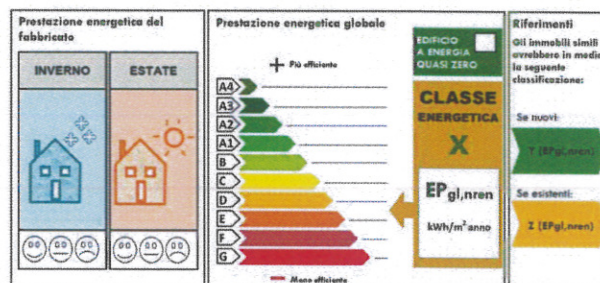 Prestazione energetica del
fabbricato
INVERNO
ESTATE
Prestazione energetica globale
+ Più efficiente
A4
A3
A2
A1
B
C
D
E
F
G
− Meno efficiente
EDIFICIO
A ENERGIA
QUASI ZERO
CLASSE
ENERGETICA
X
EPgl,nren
kWh/m² anno
Riferimenti
Gli immobili simili
avrebbero in media
la seguente
classificazione:
Se nuovi:
Y (EPgl,nren)
Se esistenti:
Z (EPgl,nren)